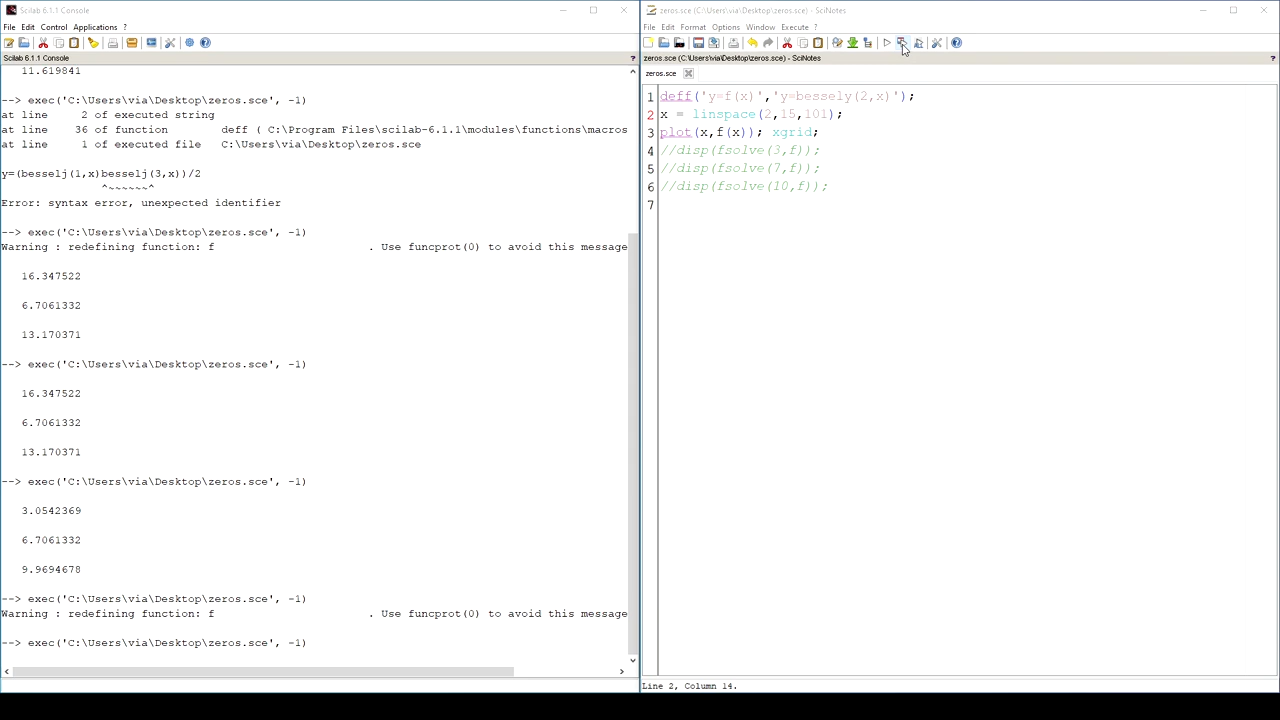 Scilab 6.1.1 Console
File Edit Control Applications ?
Scilab 6.1.1 Console ?
11.619841
--> exec('C:\Users\via\Desktop\zeros.sce', -1)
at line 2 of executed string
at line 36 of function deff ( C:\Program Files\scilab-6.1.1\modules\functions\macros
at line 1 of executed file C:\Users\via\Desktop\zeros.sce
y=(besselj(1,x)besselj(3,x))/2
^~~~~~~^
Error: syntax error, unexpected identifier
--> exec('C:\Users\via\Desktop\zeros.sce', -1)
Warning : redefining function: f . Use funcprot(0) to avoid this message
16.347522
6.7061332
13.170371
--> exec('C:\Users\via\Desktop\zeros.sce', -1)
16.347522
6.7061332
13.170371
--> exec('C:\Users\via\Desktop\zeros.sce', -1)
3.0542369
6.7061332
9.9694678
--> exec('C:\Users\via\Desktop\zeros.sce', -1)
Warning : redefining function: f . Use funcprot(0) to avoid this message
--> exec('C:\Users\via\Desktop\zeros.sce', -1)
zeros.sce (C:\Users\via\Desktop\zeros.sce) - SciNotes
File Edit Format Options Window Execute ?
zeros.sce (C:\Users\via\Desktop\zeros.sce) - SciNotes ?
zeros.sce
1 deff('y=f(x)','y=bessely(2,x)');
2 x = linspace(2,15,101);
3 plot(x,f(x)); xgrid;
4 //disp(fsolve(3,f));
5 //disp(fsolve(7,f));
6 //disp(fsolve(10,f));
7
Line 2, Column 14.